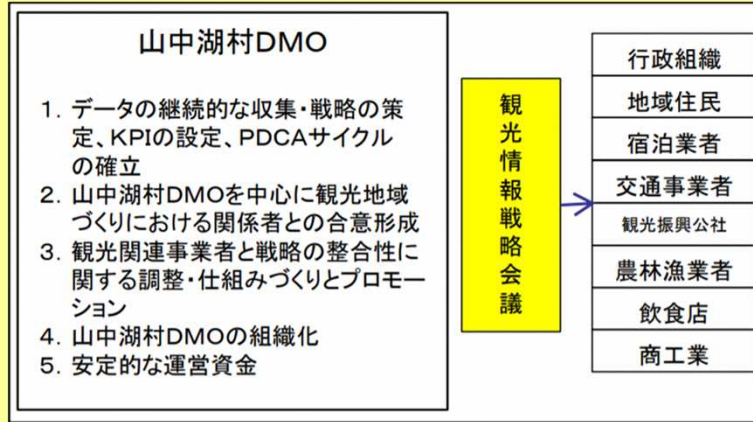 山中湖村DMO
1. データの継続的な収集・戦略の策
定、KPIの設定、PDCAサイクル
の確立
2. 山中湖村DMOを中心に観光地域
づくりにおける関係者との合意形成
3. 観光関連事業者と戦略の整合性に
関する調整・仕組みづくりとプロモー
ション
4. 山中湖村DMOの組織化
5. 安定的な運営資金
観光情報戦略会議
行政組織
地域住民
宿泊業者
交通事業者
観光振興公社
農林漁業者
飲食店
商工業